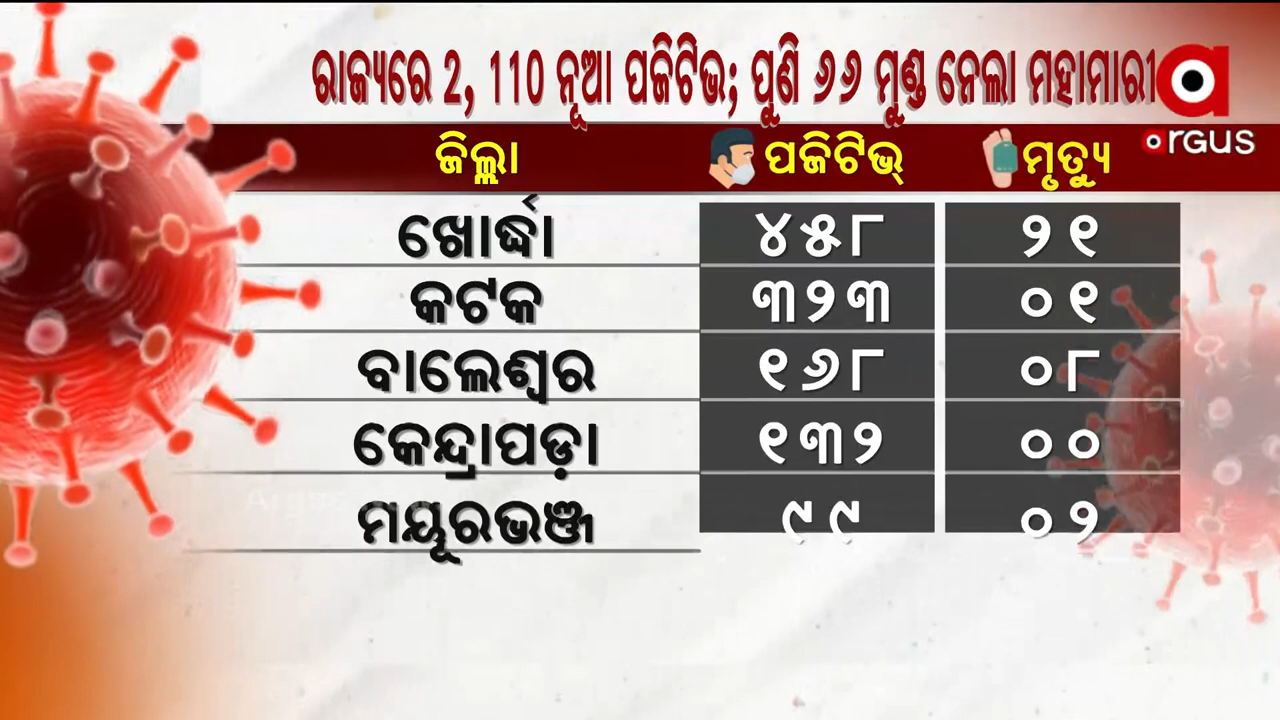 ରାଜ୍ୟରେ 2, 110 ନୂଆ ପଜିଟିଭ; ପୁଣି ୬୬ ମୁଣ୍ଡ ନେଲା ମହାମାରୀ
argus
ଜିଲ୍ଲା ପଜିଟିଭ୍ ମୃତ୍ୟୁ
ଖୋର୍ଦ୍ଧା ୪୫୮ ୨୧
କଟକ ୩୨୩ ୦୧
ବାଲେଶ୍ୱର ୧୬୮ ୦୮
କେନ୍ଦ୍ରାପଡ଼ା ୧୩୨ ୦୦
ମୟୂରଭଞ୍ଜ ୯୯ ୦୨